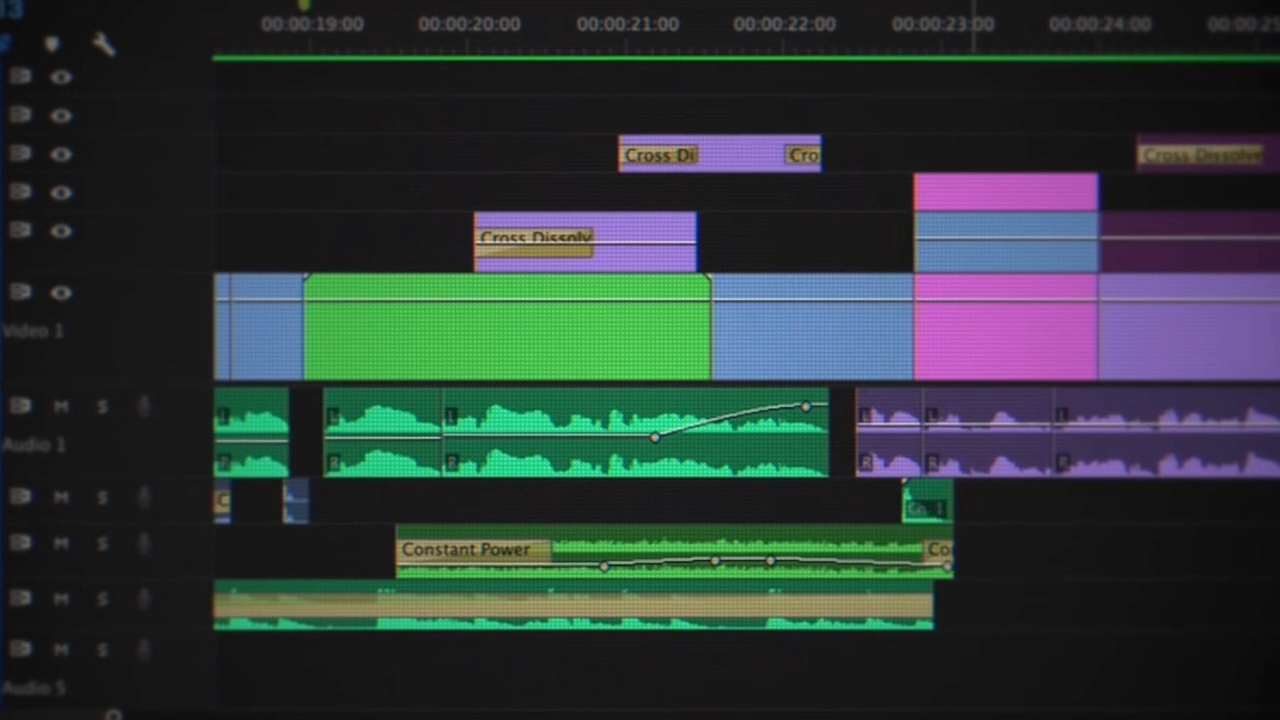 00:00:19:00 00:00:20:00 00:00:21:00 00:00:22:00 00:00:23:00 00:00:24:00
Cross Di Cro Cross Dissolve
Cross Dissolv
Video 1
M S L L L L L L
Audio 1
R R R R R R
M S C Ch. 1
M S Constant Power Co
M S
M S
Audio 5